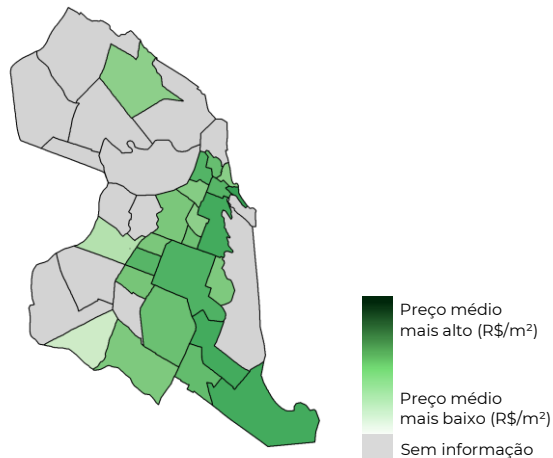 Preço médio
mais alto (R$/m²)
Preço médio
mais baixo (R$/m²)
Sem informação